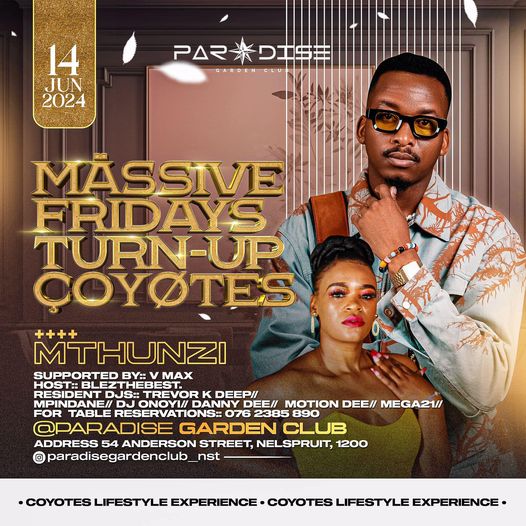 14
JUN
2024
PARADISE
GARDEN CLUB
MÃSSIVE
FRIDAYS
TURN-UP
ÇOYØTES
++++
MTHUNZI
SUPPORTED BY:: V MAX
HOST:: BLEZTHEBEST.
RESIDENT DJS:: TREVOR K DEEP//
MPINDANE// DJ ONOYI// DANNY DEE// MOTION DEE// MEGA21//
FOR TABLE RESERVATIONS:: 076 2385 890
@PARADISE GARDEN CLUB
ADDRESS 54 ANDERSON STREET, NELSPRUIT, 1200
paradisegardenclub_nst
• COYOTES LIFESTYLE EXPERIENCE • COYOTES LIFESTYLE EXPERIENCE •